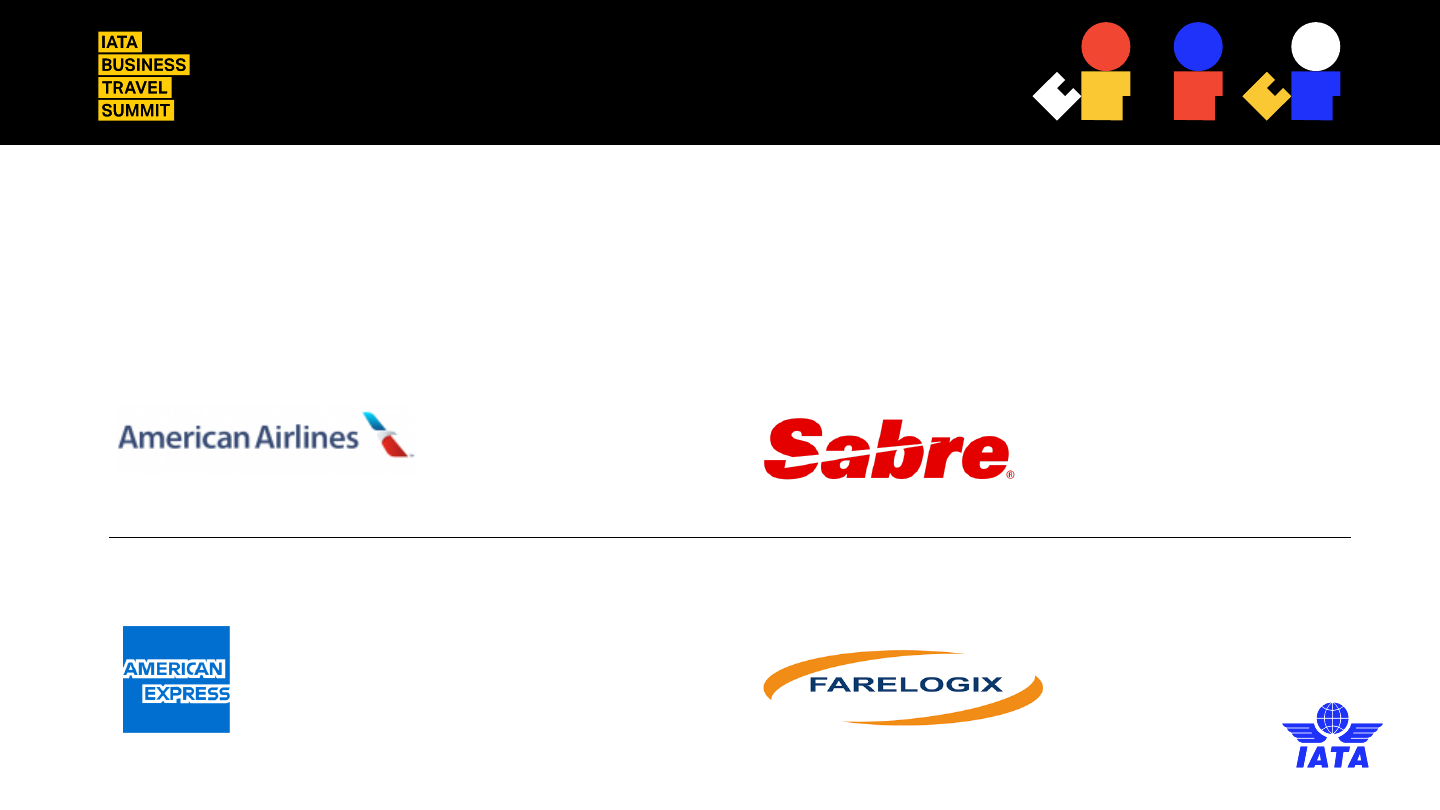 IATA
BUSINESS
TRAVEL
SUMMIT
American Airlines
Sabre®
AMERICAN
EXPRESS
FARELOGIX
IATA